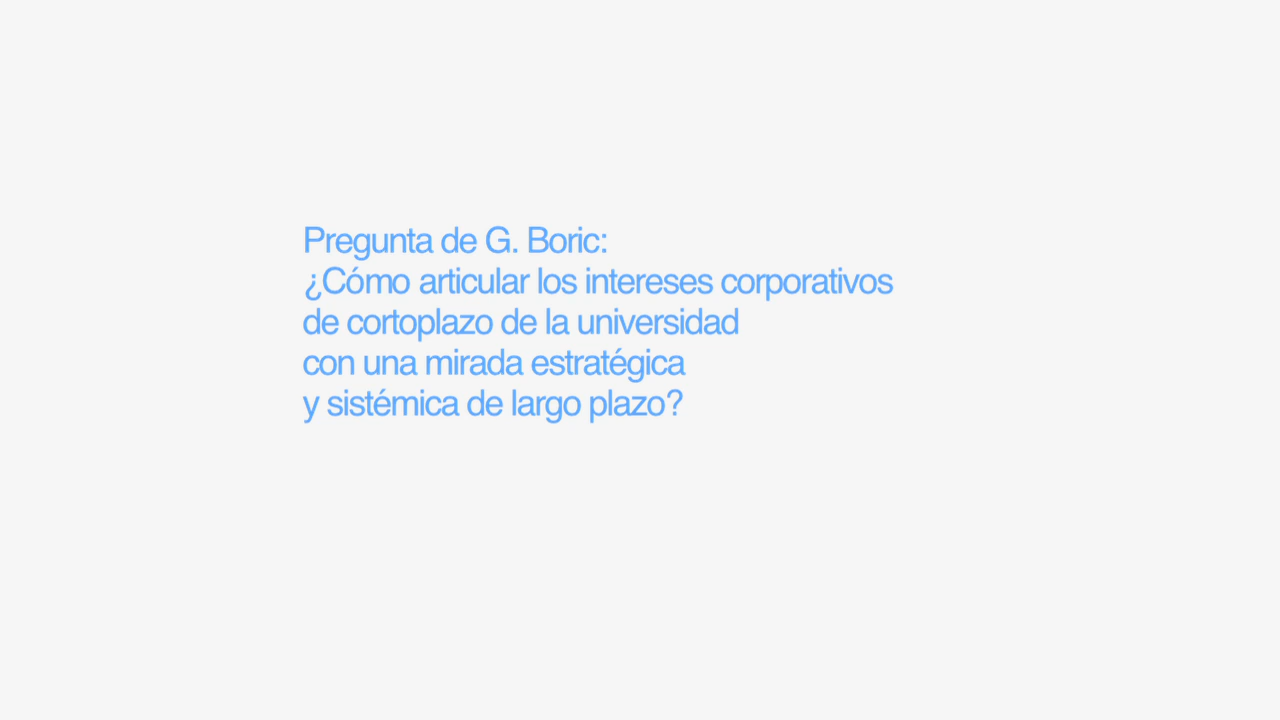 Pregunta de G. Boric:
¿Cómo articular los intereses corporativos
de cortoplazo de la universidad
con una mirada estratégica
y sistémica de largo plazo?